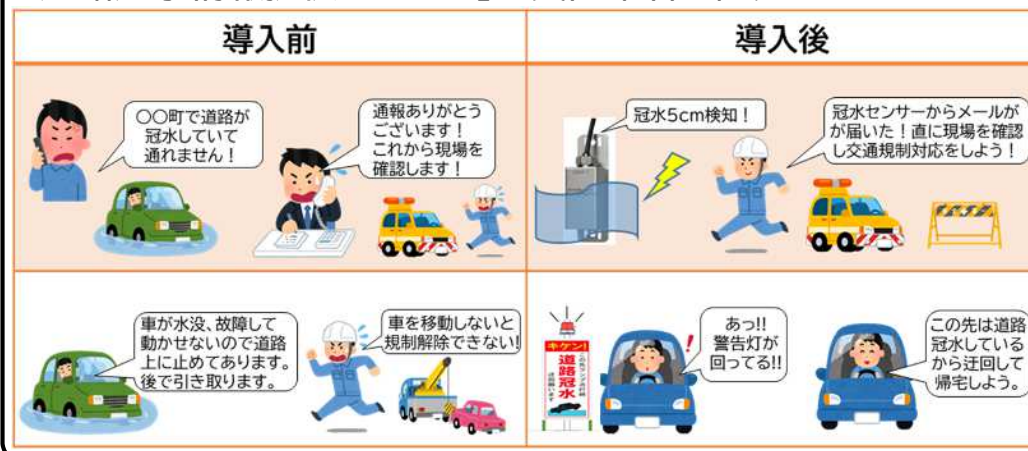 導入前
導入後
〇〇町で道路が
冠水していて
通れません！
通報ありがとう
ございます！
これから現場を
確認します！
冠水5cm検知！
冠水センサーからメールが
が届いた！直に現場を確認
し交通規制対応をしよう！
車が水没、故障して
動かせないので道路
上に止めてあります。
後で引き取ります。
車を移動しないと
規制解除できない!
キケン!
道路冠水
あっ!!
警告灯が
回ってる!!
この先は道路
冠水している
から迂回して
帰宅しよう。